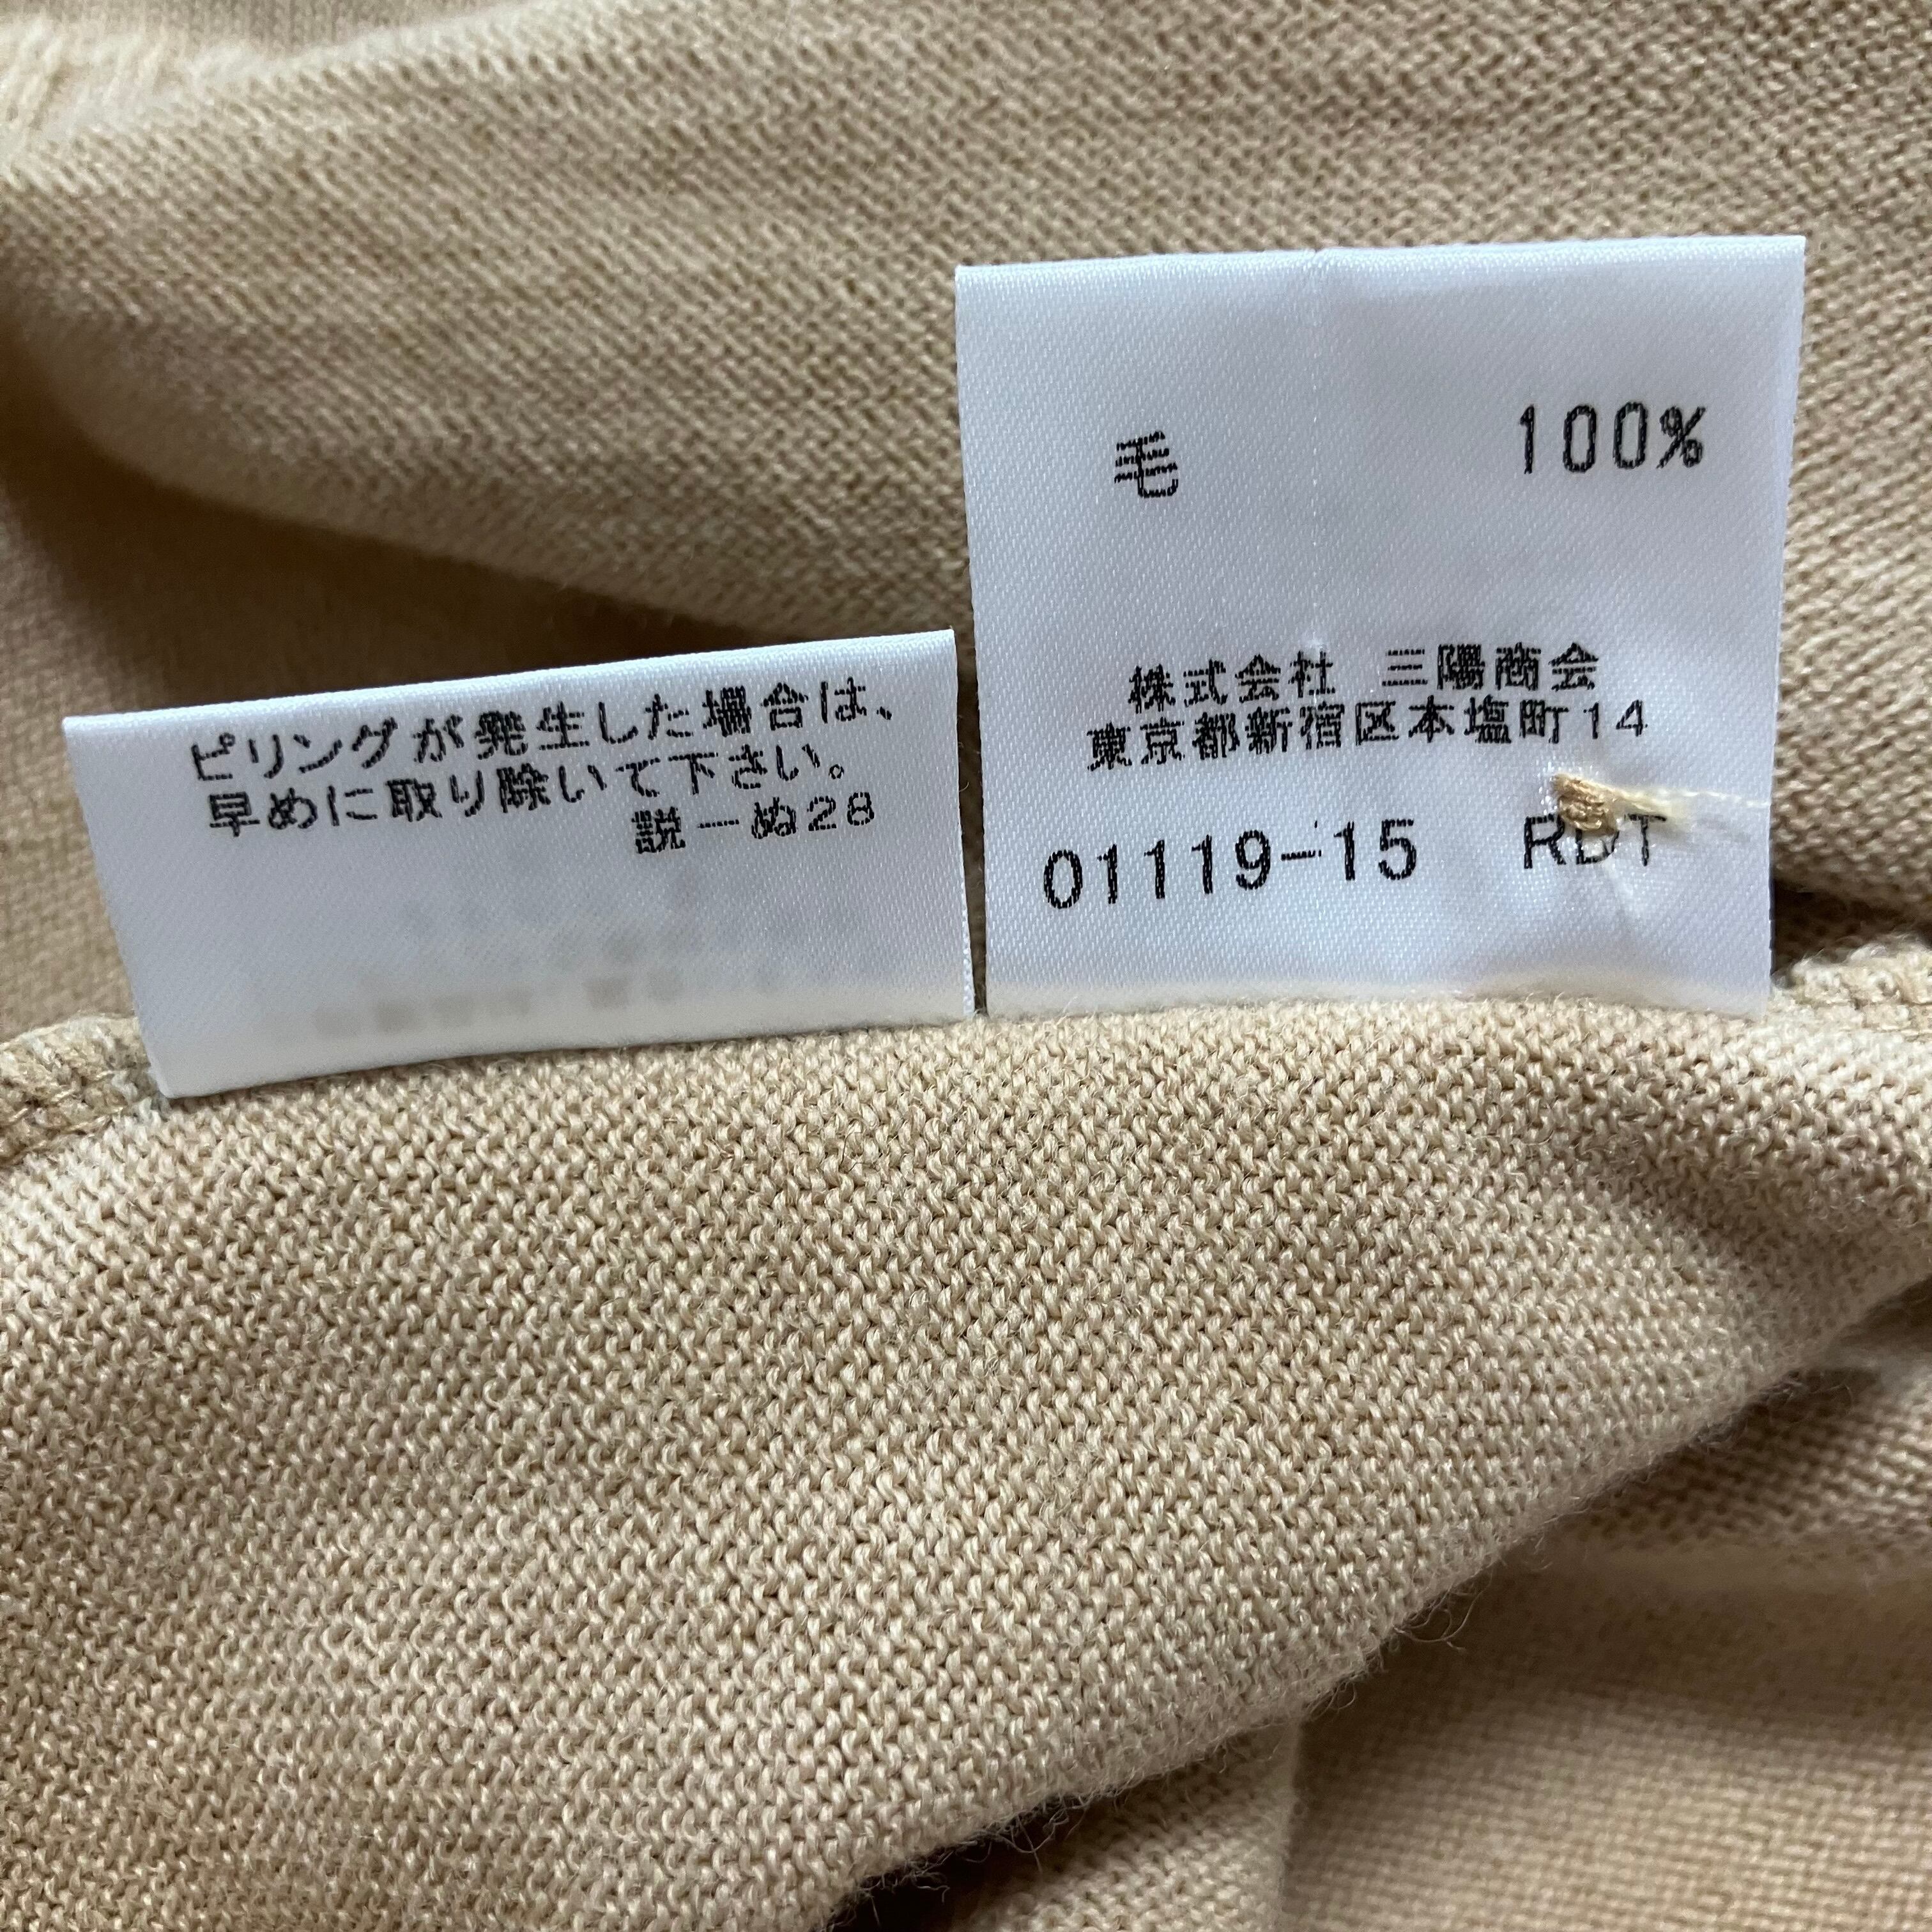 ピリングが発生した場合は、
早めに取り除いて下さい。
説ーぬ28
毛 100%
株式会社 三陽商会
東京都新宿区本塩町14
01119-15 RDT